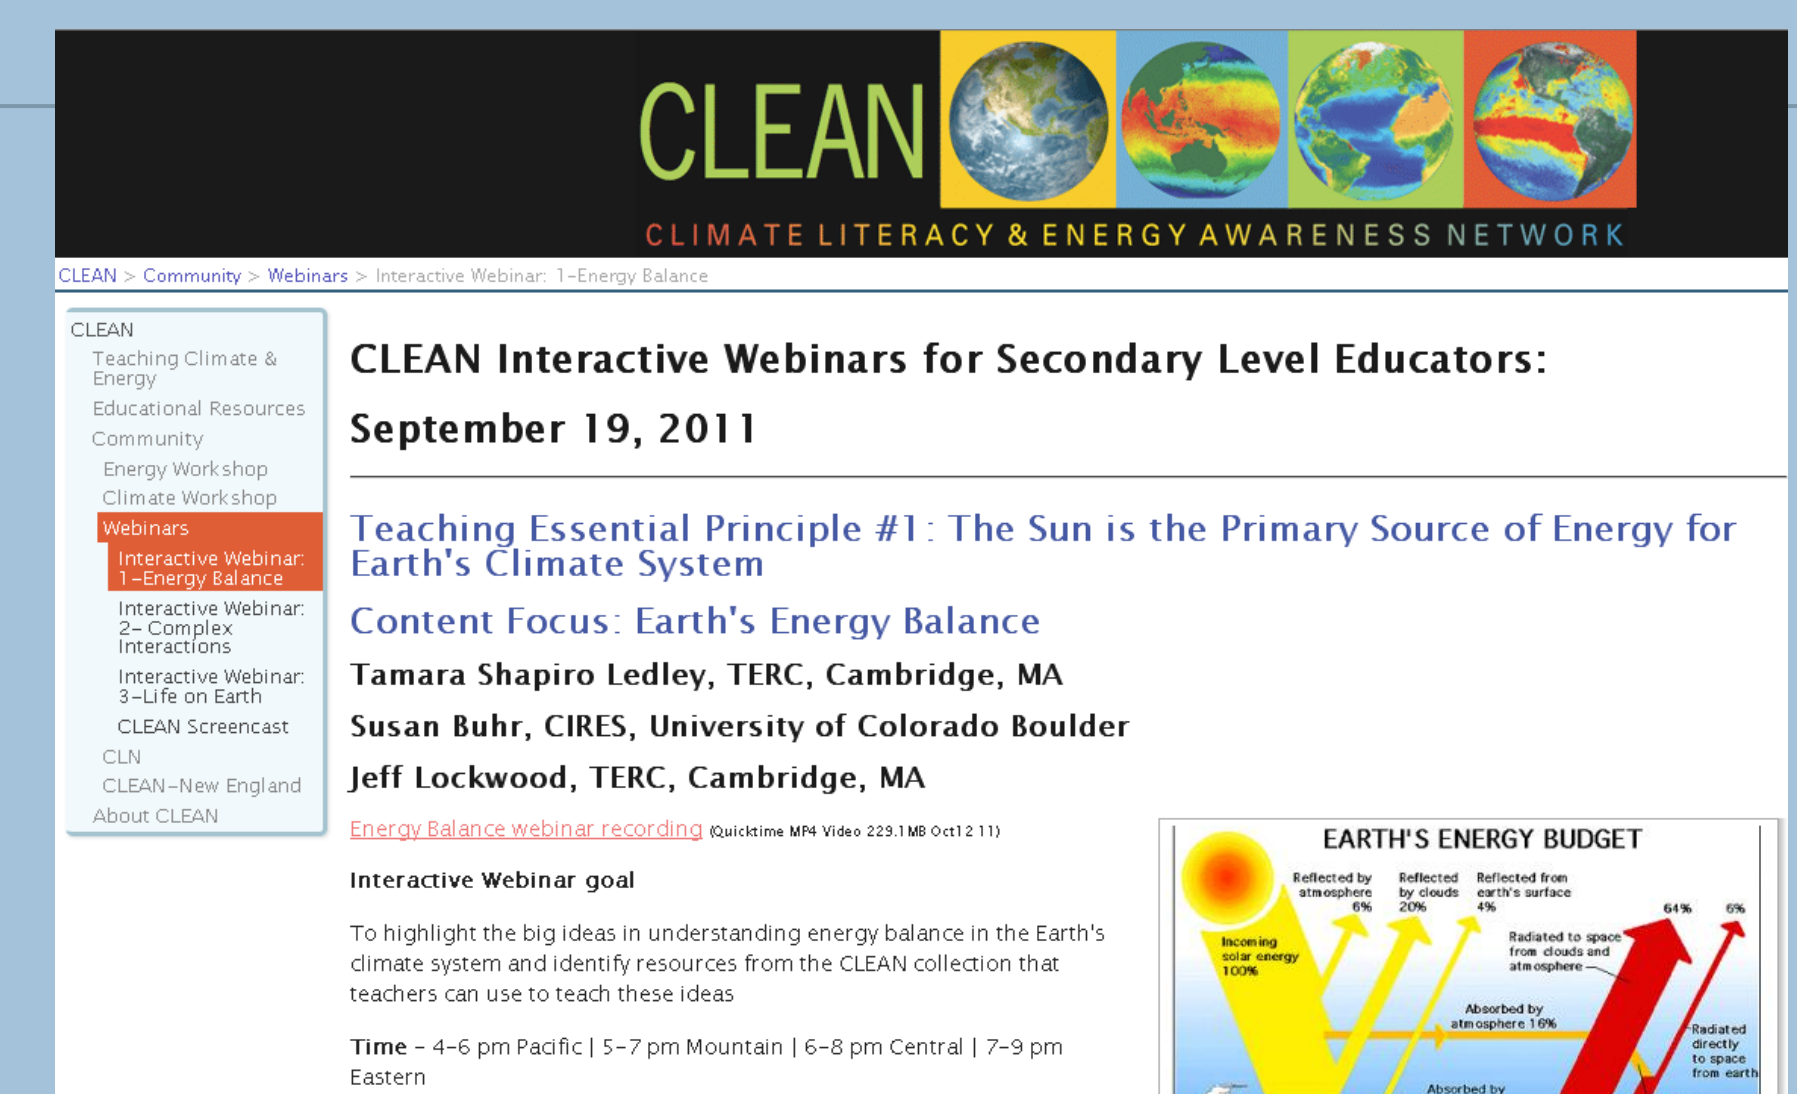 CLEAN
CLIMATE LITERACY & ENERGY AWARENESS NETWORK
CLEAN > Community > Webinars > Interactive Webinar: 1-Energy Balance
CLEAN
Teaching Climate &
Energy
Educational Resources
Community
Energy Workshop
Climate Workshop
Webinars
Interactive Webinar:
1-Energy Balance
Interactive Webinar:
2- Complex
Interactions
Interactive Webinar:
3-Life on Earth
CLEAN Screencast
CLN
CLEAN-New England
About CLEAN
CLEAN Interactive Webinars for Secondary Level Educators:
September 19, 2011
Teaching Essential Principle #1: The Sun is the Primary Source of Energy for
Earth's Climate System
Content Focus: Earth's Energy Balance
Tamara Shapiro Ledley, TERC, Cambridge, MA
Susan Buhr, CIRES, University of Colorado Boulder
Jeff Lockwood, TERC, Cambridge, MA
Energy Balance webinar recording (Quicktime MP4 Video 229.1MB Oct12 11)
Interactive Webinar goal
To highlight the big ideas in understanding energy balance in the Earth's
climate system and identify resources from the CLEAN collection that
teachers can use to teach these ideas
Time - 4-6 pm Pacific | 5-7 pm Mountain | 6-8 pm Central | 7-9 pm
Eastern
EARTH'S ENERGY BUDGET
Reflected by
atmosphere
6%
Reflected
by clouds
20%
Reflected from
earth's surface
4%
64%
6%
Incoming
solar energy
100%
Radiated to space
from clouds and
atmosphere
Absorbed by
atmosphere 16%
Radiated
directly
to space
from earth
Absorbed by